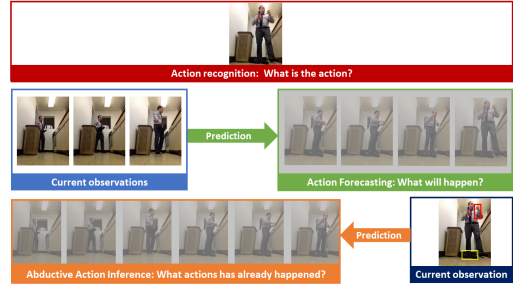 Action recognition: What is the action?
Prediction
Current observations
Action Forecasting: What will happen?
Prediction
Abductive Action Inference: What actions has already happened?
Current observation